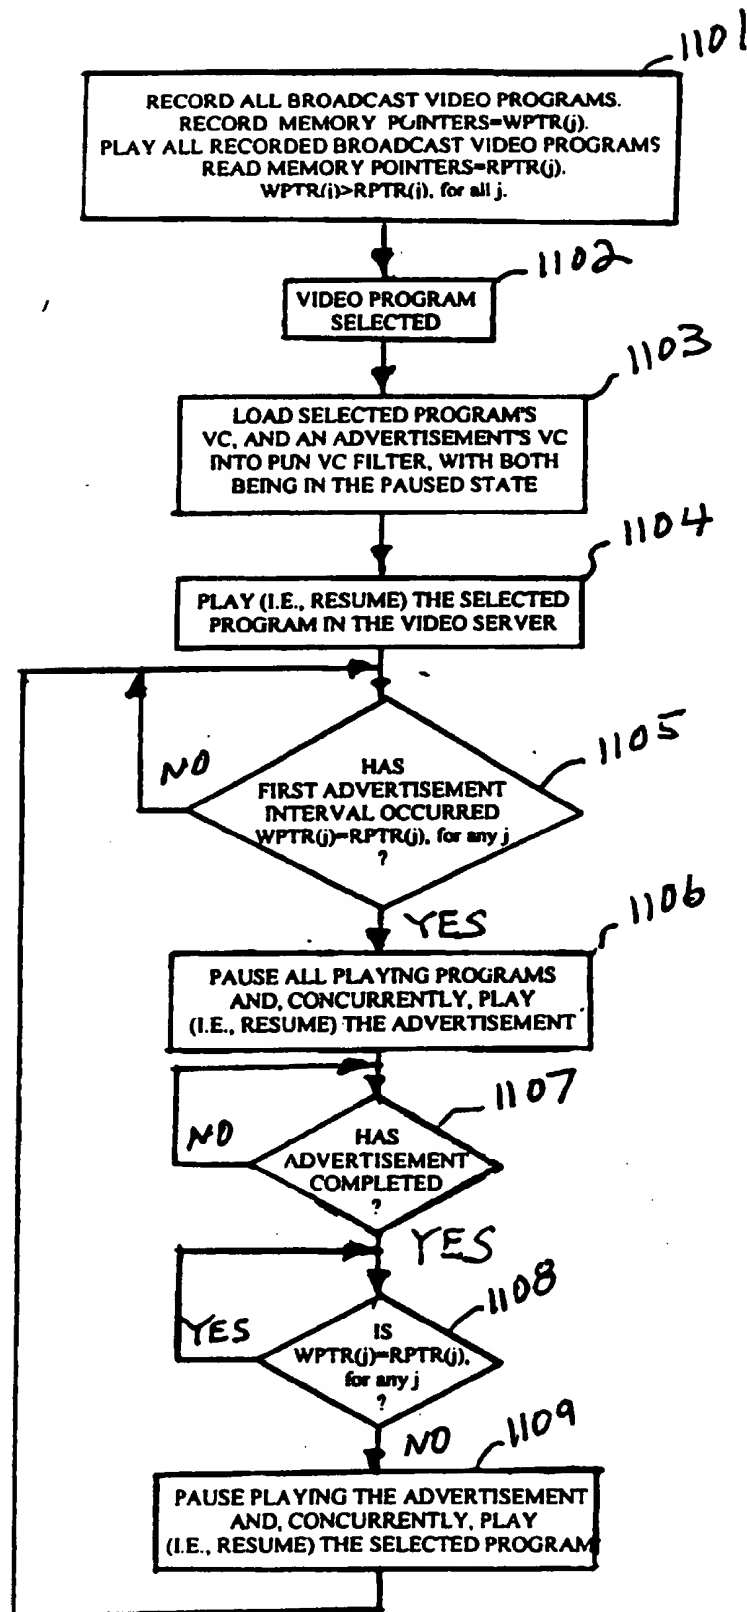 1101
RECORD ALL BROADCAST VIDEO PROGRAMS.
RECORD MEMORY POINTERS=WPTR(j).
PLAY ALL RECORDED BROADCAST VIDEO PROGRAMS
READ MEMORY POINTERS=RPTR(j).
WPTR(j)>RPTR(j), for all j.
1102
VIDEO PROGRAM
SELECTED
1103
LOAD SELECTED PROGRAM'S
VC, AND AN ADVERTISEMENT'S VC
INTO PUN VC FILTER, WITH BOTH
BEING IN THE PAUSED STATE
1104
PLAY (I.E., RESUME) THE SELECTED
PROGRAM IN THE VIDEO SERVER
1105
NO
HAS
FIRST ADVERTISEMENT
INTERVAL OCCURRED
WPTR(j)=RPTR(j), for any j
?
YES
1106
PAUSE ALL PLAYING PROGRAMS
AND, CONCURRENTLY, PLAY
(I.E., RESUME) THE ADVERTISEMENT
1107
NO
HAS
ADVERTISEMENT
COMPLETED
?
YES
1108
YES
IS
WPTR(j)=RPTR(j),
for any j
?
NO
1109
PAUSE PLAYING THE ADVERTISEMENT
AND, CONCURRENTLY, PLAY
(I.E., RESUME) THE SELECTED PROGRAM